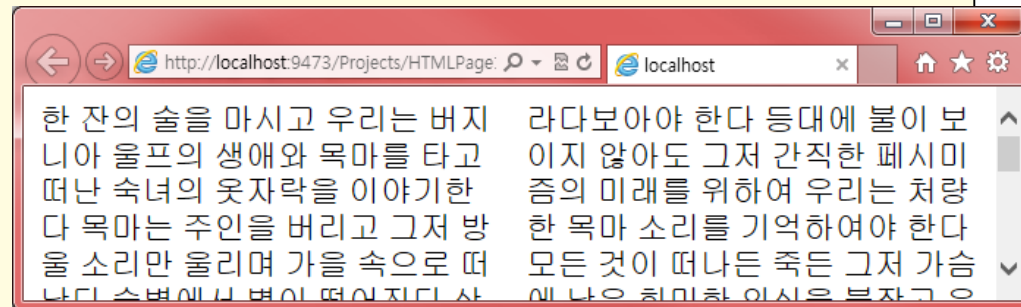 http://localhost:9473/Projects/HTMLPage
localhost
한 잔의 술을 마시고 우리는 버지
니아 울프의 생애와 목마를 타고
떠난 숙녀의 옷자락을 이야기한
다 목마는 주인을 버리고 그저 방
울 소리만 울리며 가을 속으로 떠
라다보아야 한다 등대에 불이 보
이지 않아도 그저 간직한 페시미
즘의 미래를 위하여 우리는 처량
한 목마 소리를 기억하여야 한다
모든 것이 떠나든 죽든 그저 가슴